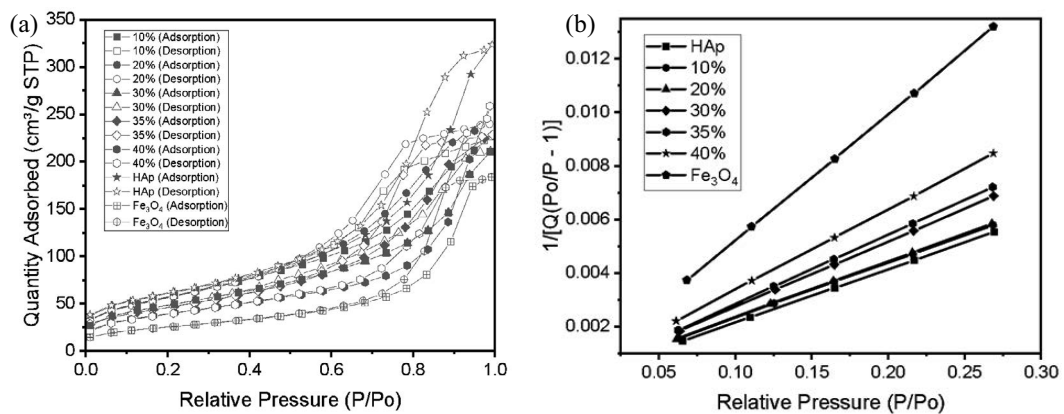 (a)
350
300
250
200
150
100
50
0
Quantity Adsorbed (cm³/g STP)
10% (Adsorption)
10% (Desorption)
20% (Adsorption)
20% (Desorption)
30% (Adsorption)
30% (Desorption)
35% (Adsorption)
35% (Desorption)
40% (Adsorption)
40% (Desorption)
HAp (Adsorption)
HAp (Desorption)
Fe₃O₄ (Adsorption)
Fe₃O₄ (Desorption)
0.0 0.2 0.4 0.6 0.8 1.0
Relative Pressure (P/Po)
(b)
0.012
0.010
0.008
0.006
0.004
0.002
1/[Q(Po/P - 1)]
HAp
10%
20%
30%
35%
40%
Fe₃O₄
0.05 0.10 0.15 0.20 0.25 0.30
Relative Pressure (P/Po)